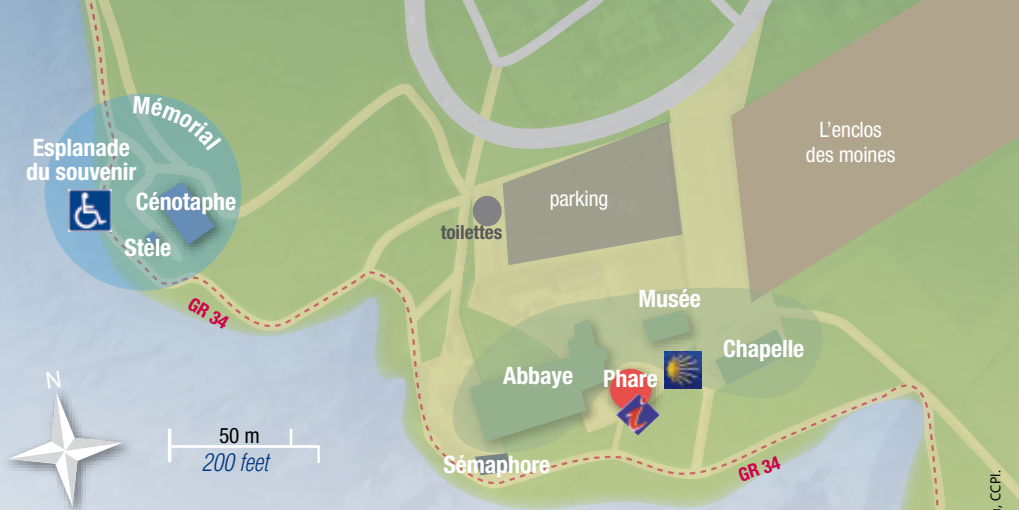 Mémorial
Esplanade
du souvenir
Cénotaphe
Stèle
GR 34
toilettes
parking
L'enclos
des moines
Musée
Chapelle
Abbaye
Phare
i
Sémaphore
GR 34
N
50 m
200 feet
, CCPI.